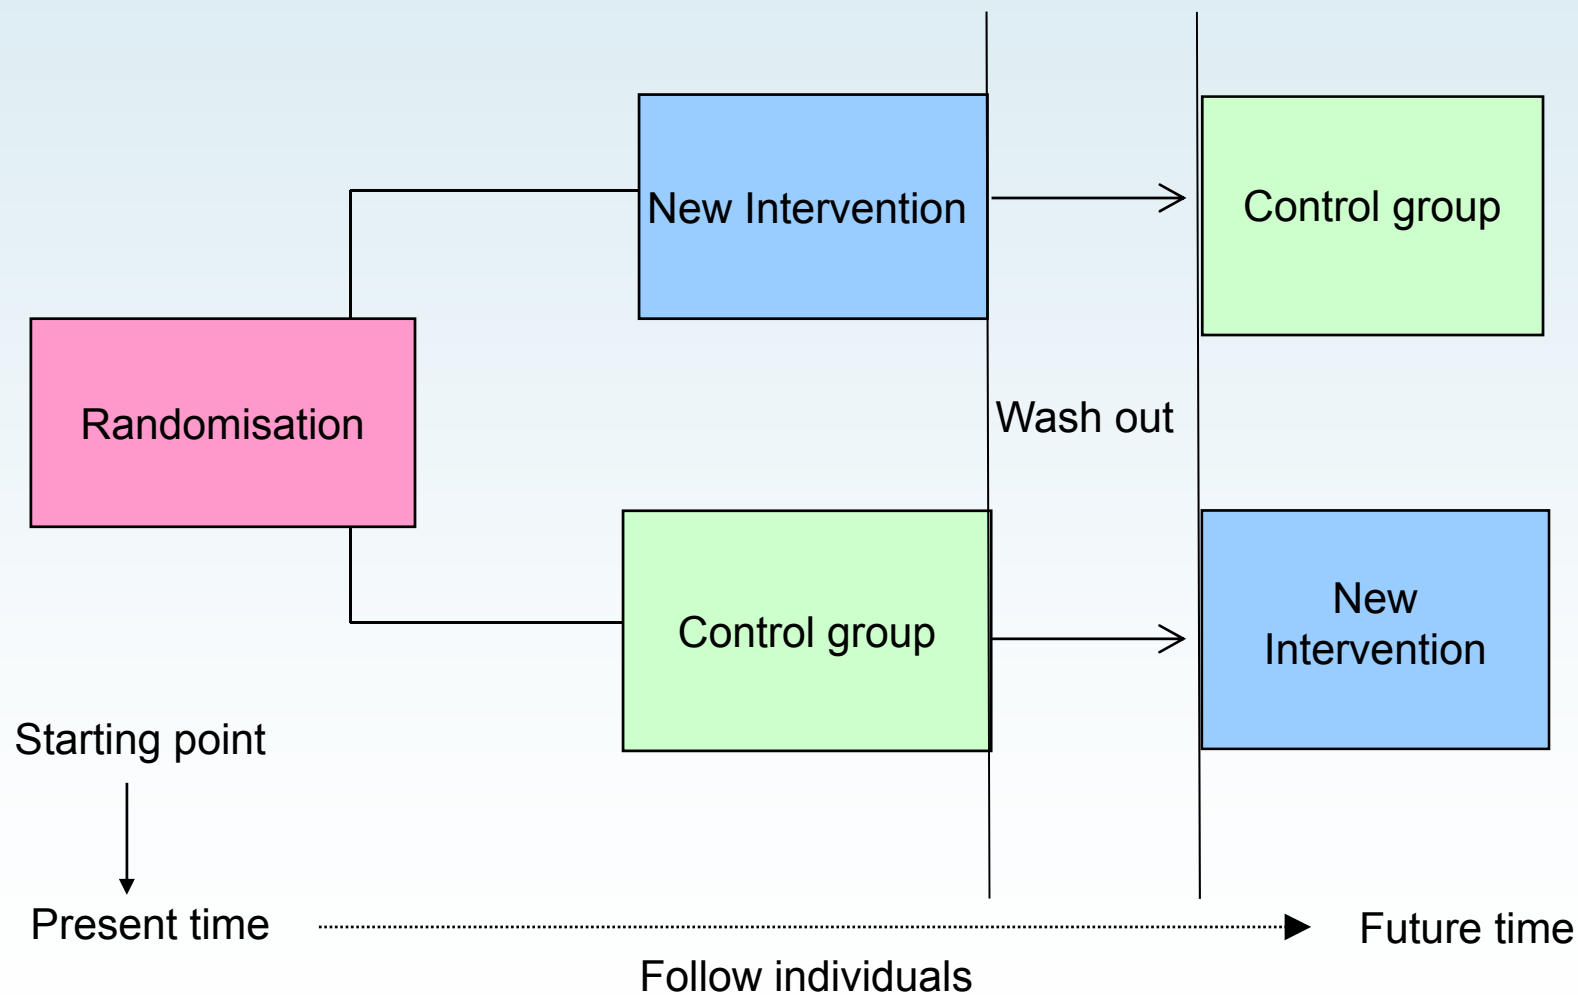 New Intervention
Control group
Randomisation
Wash out
Control group
New
Intervention
Starting point
Present time
Future time
Follow individuals